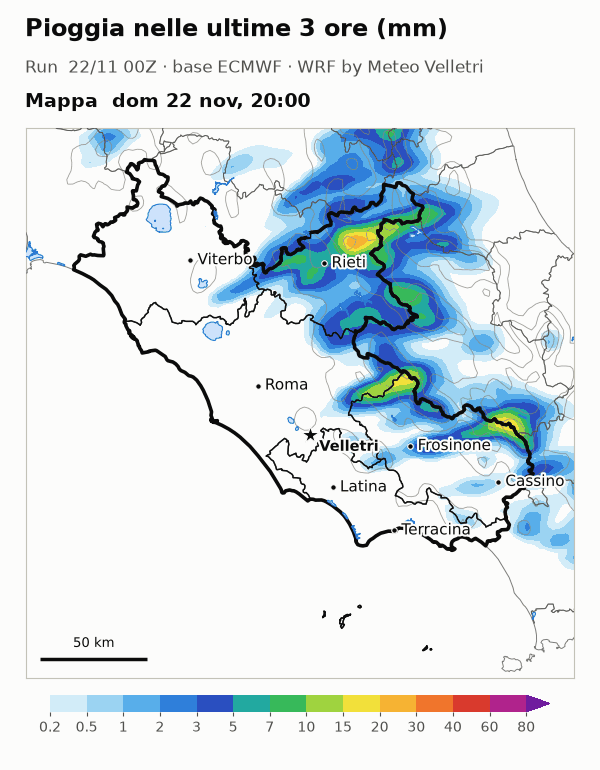 Pioggia nelle ultime 3 ore (mm)
Run  22/11 00Z · base ECMWF · WRF by Meteo Velletri
Mappa  dom 22 nov, 20:00
Viterbo
Rieti
Roma
Velletri
Frosinone
Latina
Cassino
Terracina
50 km
0.2 0.5 1 2 3 5 7 10 15 20 30 40 60 80